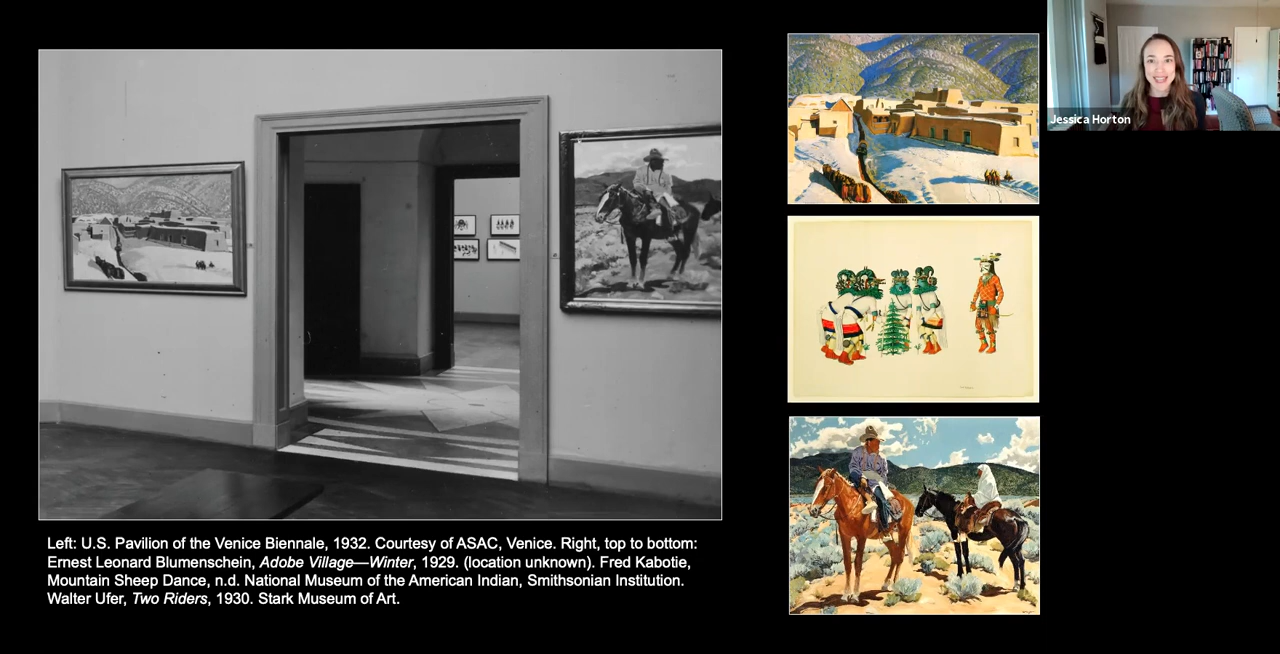 Jessica Horton
Left: U.S. Pavilion of the Venice Biennale, 1932. Courtesy of ASAC, Venice. Right, top to bottom:
Ernest Leonard Blumenschein, Adobe Village—Winter, 1929. (location unknown). Fred Kabotie,
Mountain Sheep Dance, n.d. National Museum of the American Indian, Smithsonian Institution.
Walter Ufer, Two Riders, 1930. Stark Museum of Art.